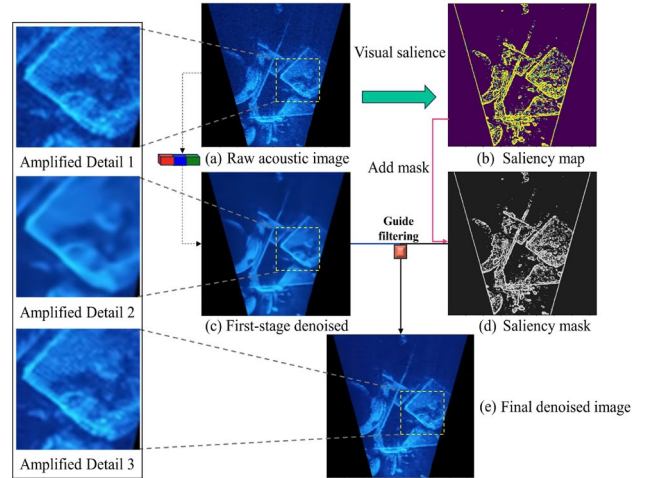 Visual salience
Amplified Detail 1
(a) Raw acoustic image
(b) Saliency map
Add mask
Guide
filtering
Amplified Detail 2
(c) First-stage denoised
(d) Saliency mask
(e) Final denoised image
Amplified Detail 3